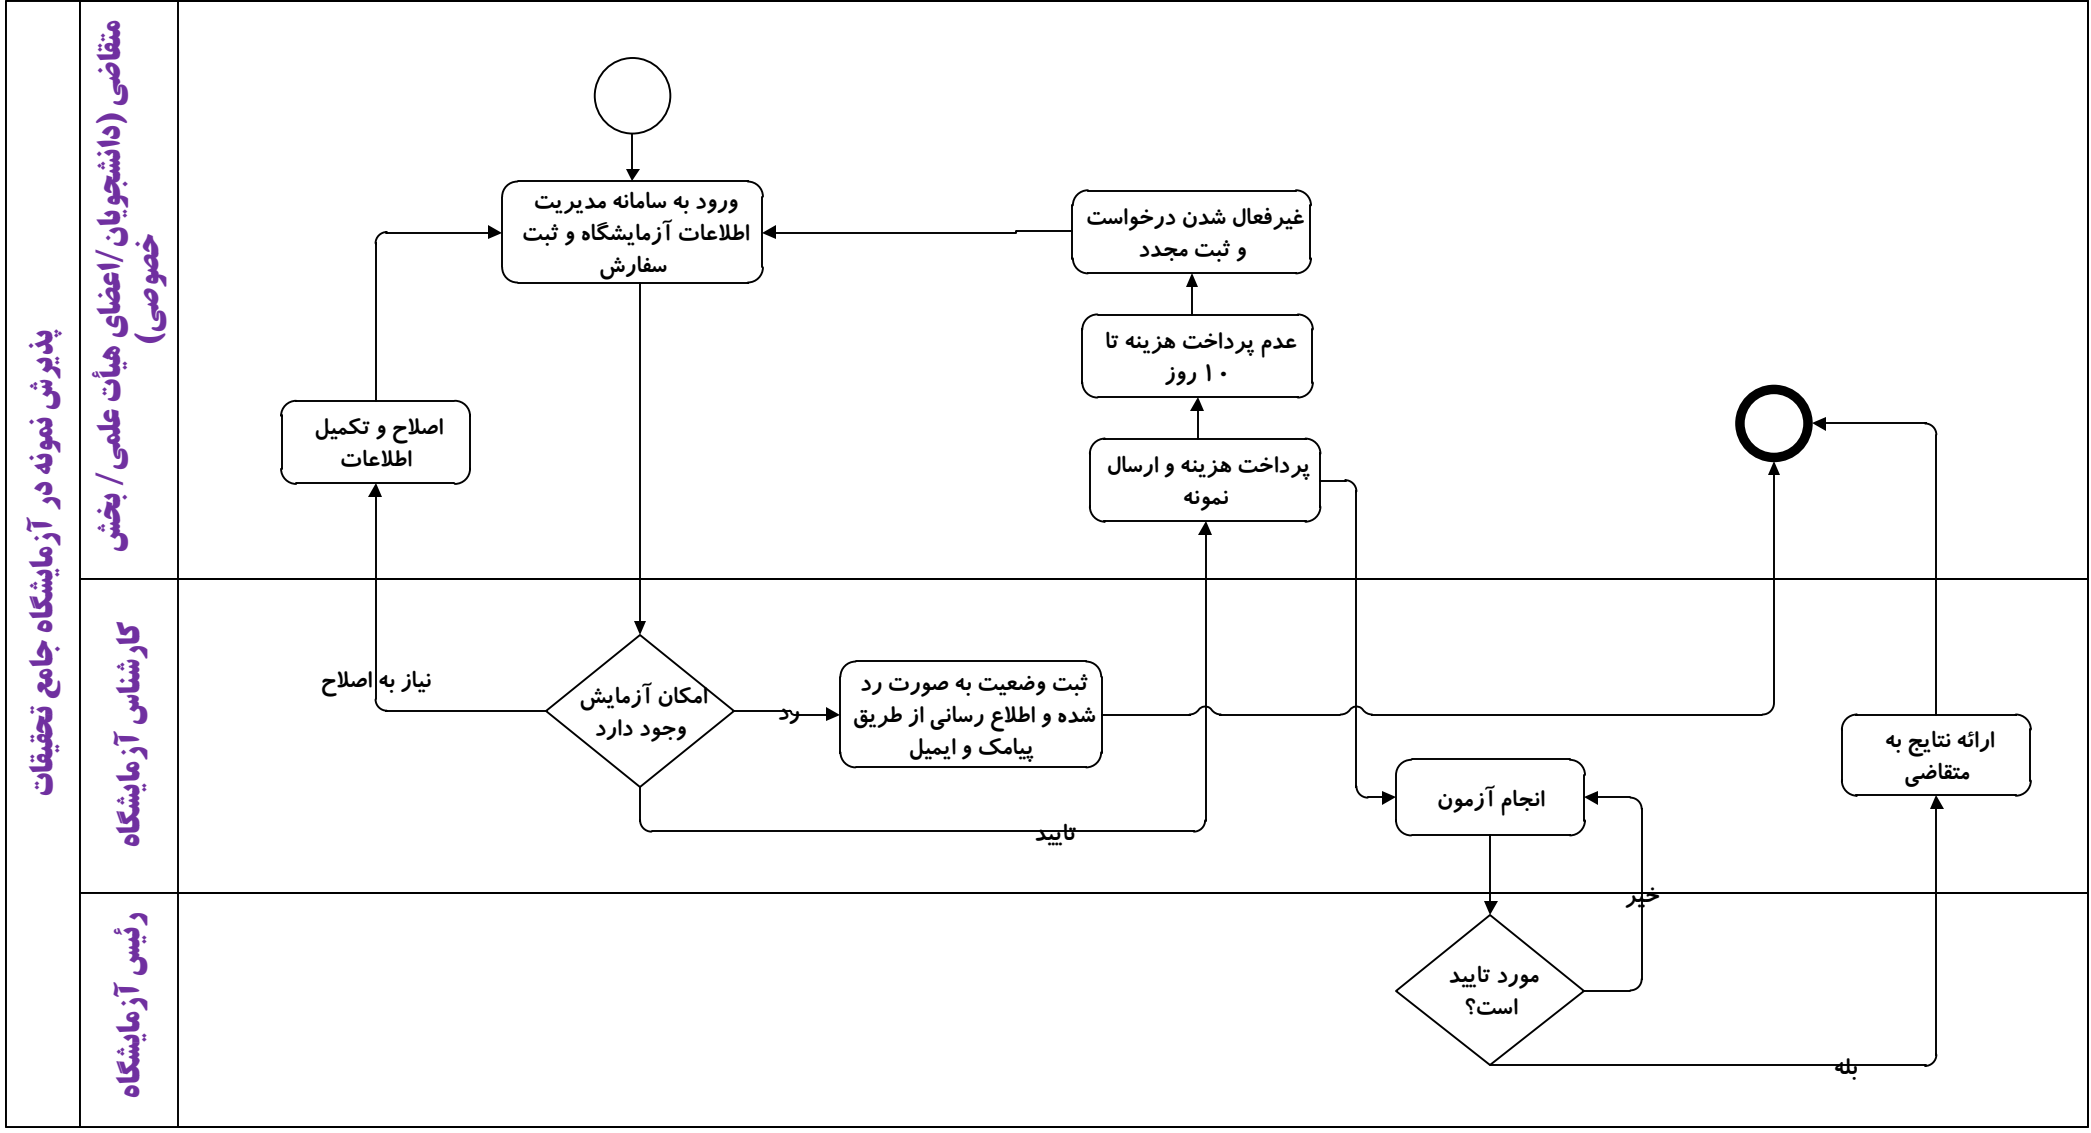 پذیرش نمونه در آزمایشگاه جامع تحقیقات
متقاضی (دانشجویان/اعضای هیأت علمی/ بخش
خصوصی)
ورود به سامانه مدیریت
اطلاعات آزمایشگاه و ثبت
سفارش
غیرفعال شدن درخواست
و ثبت مجدد
عدم پرداخت هزینه تا
۱۰ روز
اصلاح و تکمیل
اطلاعات
پرداخت هزینه و ارسال
نمونه
کارشناس آزمایشگاه
نیاز به اصلاح
امکان آزمایش
وجود دارد
رد
ثبت وضعیت به صورت رد
شده و اطلاع رسانی از طریق
پیامک و ایمیل
تایید
انجام آزمون
ارائه نتایج به
متقاضی
خیر
رئیس آزمایشگاه
مورد تایید
است؟
بله